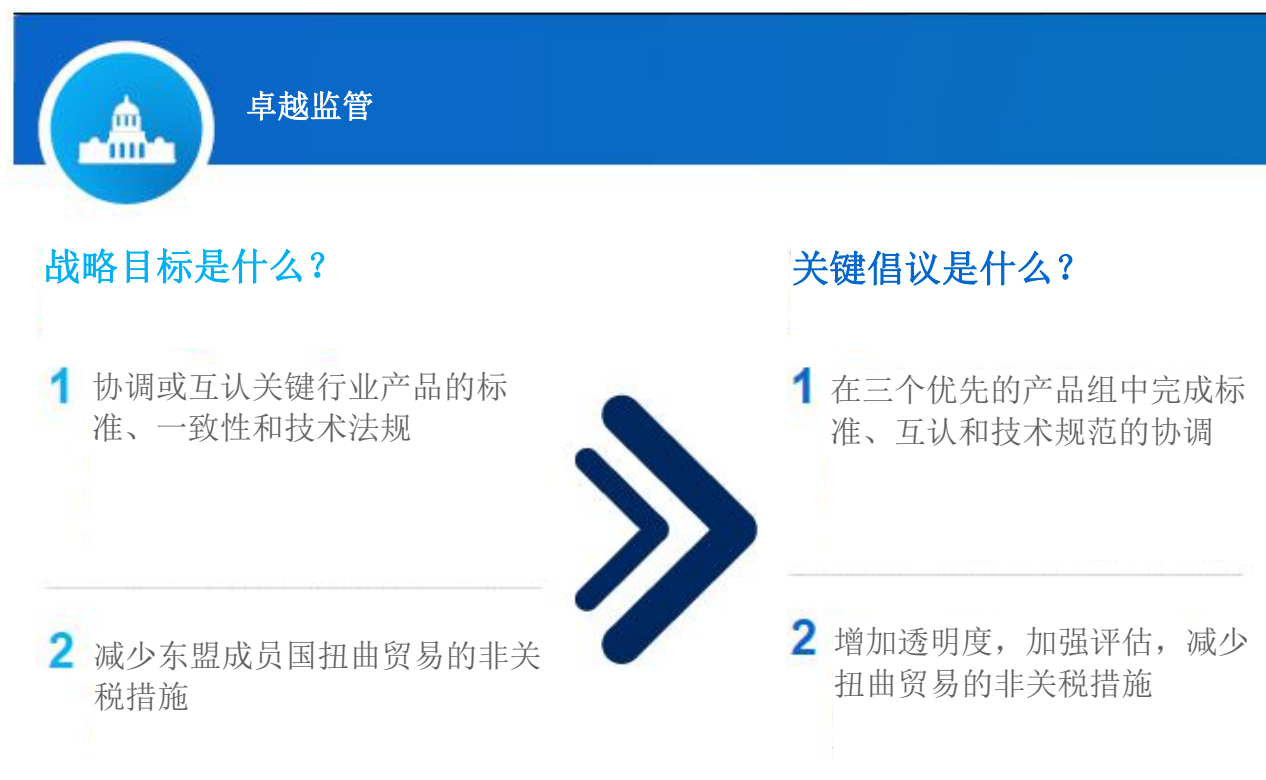 卓越监管
战略目标是什么？
1 协调或互认关键行业产品的标
准、一致性和技术法规
2 减少东盟成员国扭曲贸易的非关
税措施
关键倡议是什么？
1 在三个优先的产品组中完成标
准、互认和技术规范的协调
2 增加透明度，加强评估，减少
扭曲贸易的非关税措施